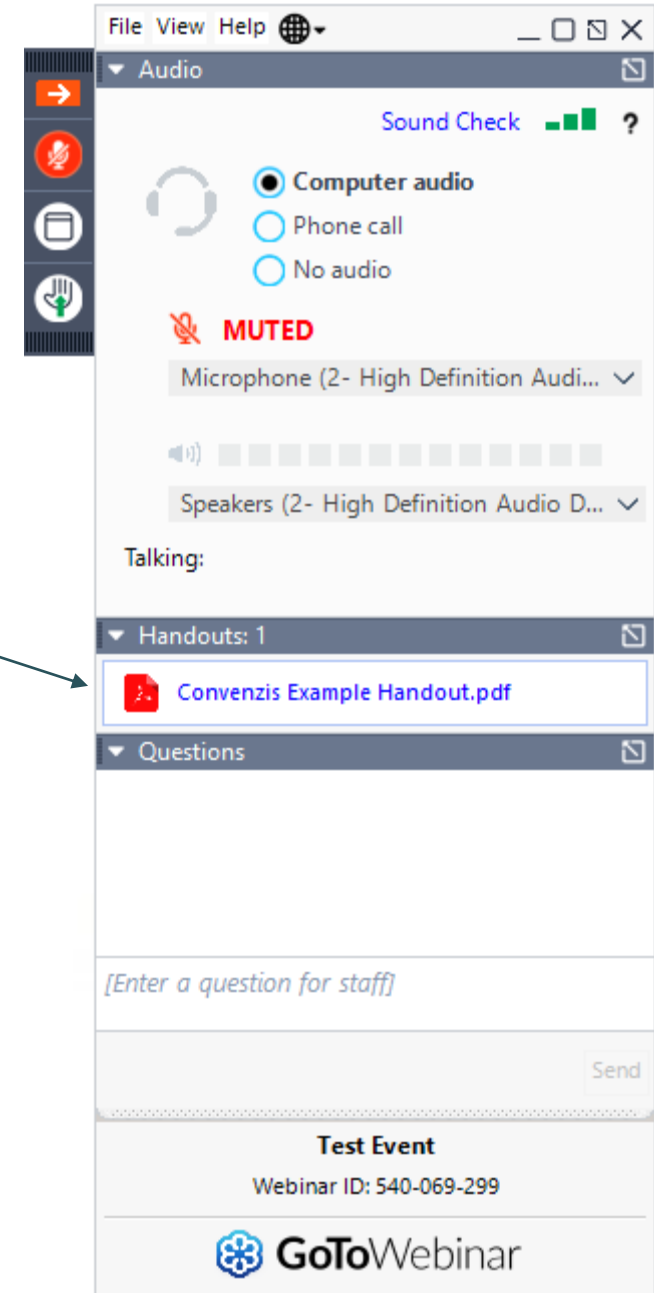 File View Help
Audio
Sound Check ?
Computer audio
Phone call
No audio
MUTED
Microphone (2- High Definition Audi...
Speakers (2- High Definition Audio D...
Talking:
Handouts: 1
Convenzis Example Handout.pdf
Questions
[Enter a question for staff]
Send
Test Event
Webinar ID: 540-069-299
GoToWebinar